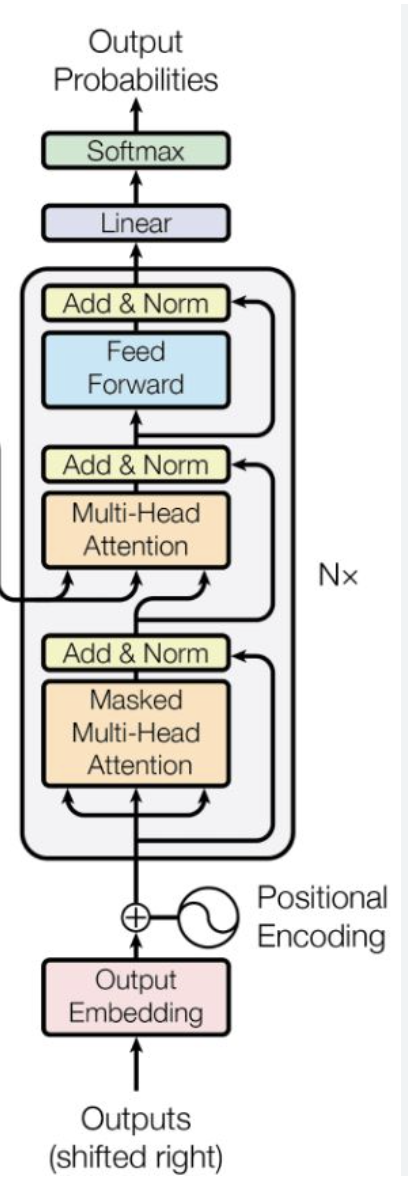 Output
Probabilities
Softmax
Linear
Add & Norm
Feed
Forward
Add & Norm
Multi-Head
Attention
N×
Add & Norm
Masked
Multi-Head
Attention
Positional
Encoding
Output
Embedding
Outputs
(shifted right)